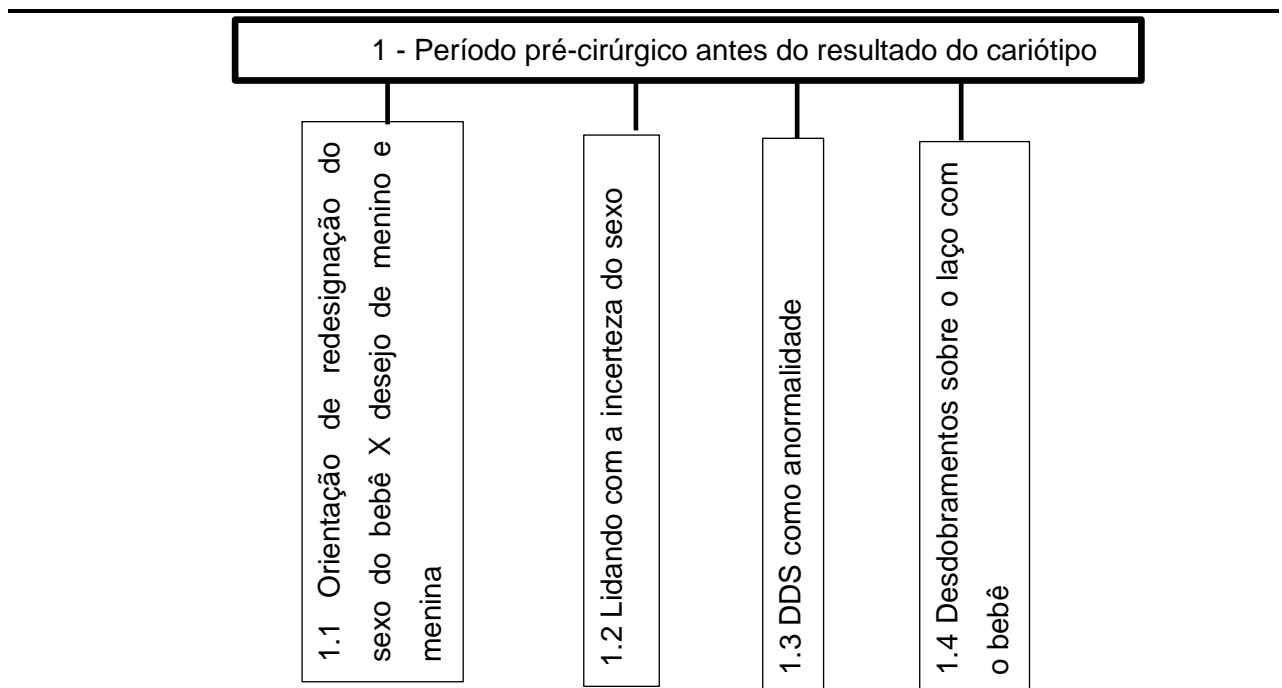 1 - Período pré-cirúrgico antes do resultado do cariótipo
1.1 Orientação de redesignação do
sexo do bebê X desejo de menino e
menina
1.2 Lidando com a incerteza do sexo
1.3 DDS como anormalidade
1.4 Desdobramentos sobre o laço com
o bebê